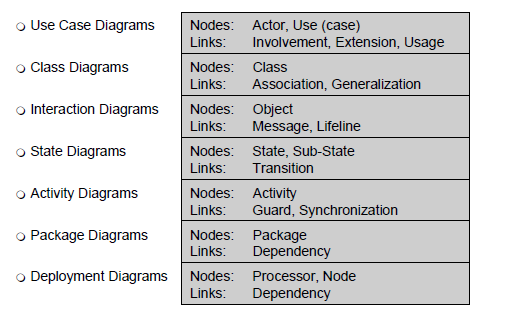 Use Case Diagrams Nodes: Actor, Use (case)
Links: Involvement, Extension, Usage
Class Diagrams Nodes: Class
Links: Association, Generalization
Interaction Diagrams Nodes: Object
Links: Message, Lifeline
State Diagrams Nodes: State, Sub-State
Links: Transition
Activity Diagrams Nodes: Activity
Links: Guard, Synchronization
Package Diagrams Nodes: Package
Links: Dependency
Deployment Diagrams Nodes: Processor, Node
Links: Dependency